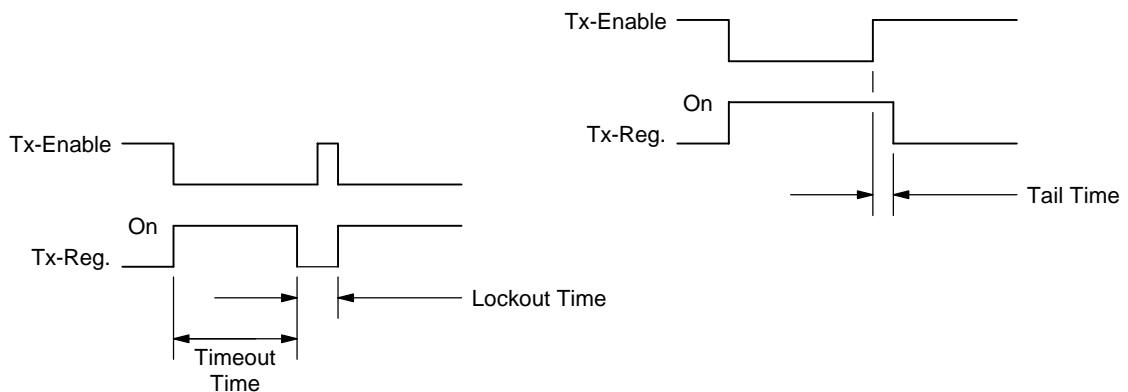 Tx-Enable
On
Tx-Reg.
Lockout Time
Timeout
Time
Tx-Enable
On
Tx-Reg.
Tail Time